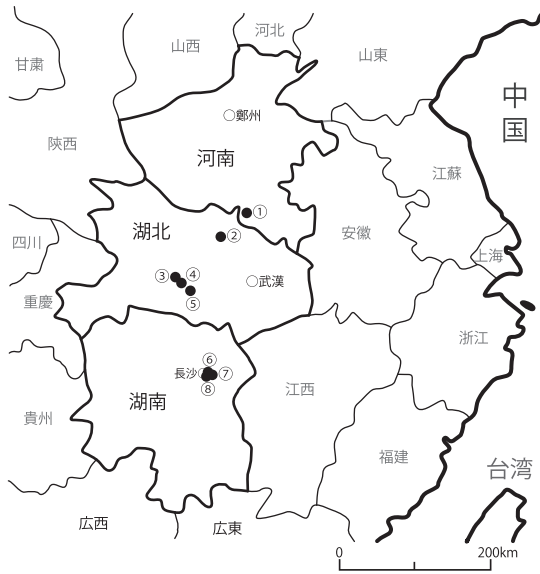 河北
山西
山東
甘粛
中国
○鄭州
陝西
河南
江蘇
①
安徽
湖北
②
四川
上海
③
④
○武漢
⑤
重慶
浙江
⑥
長沙
⑦
⑧
江西
湖南
貴州
福建
台湾
広西
広東
0
200km